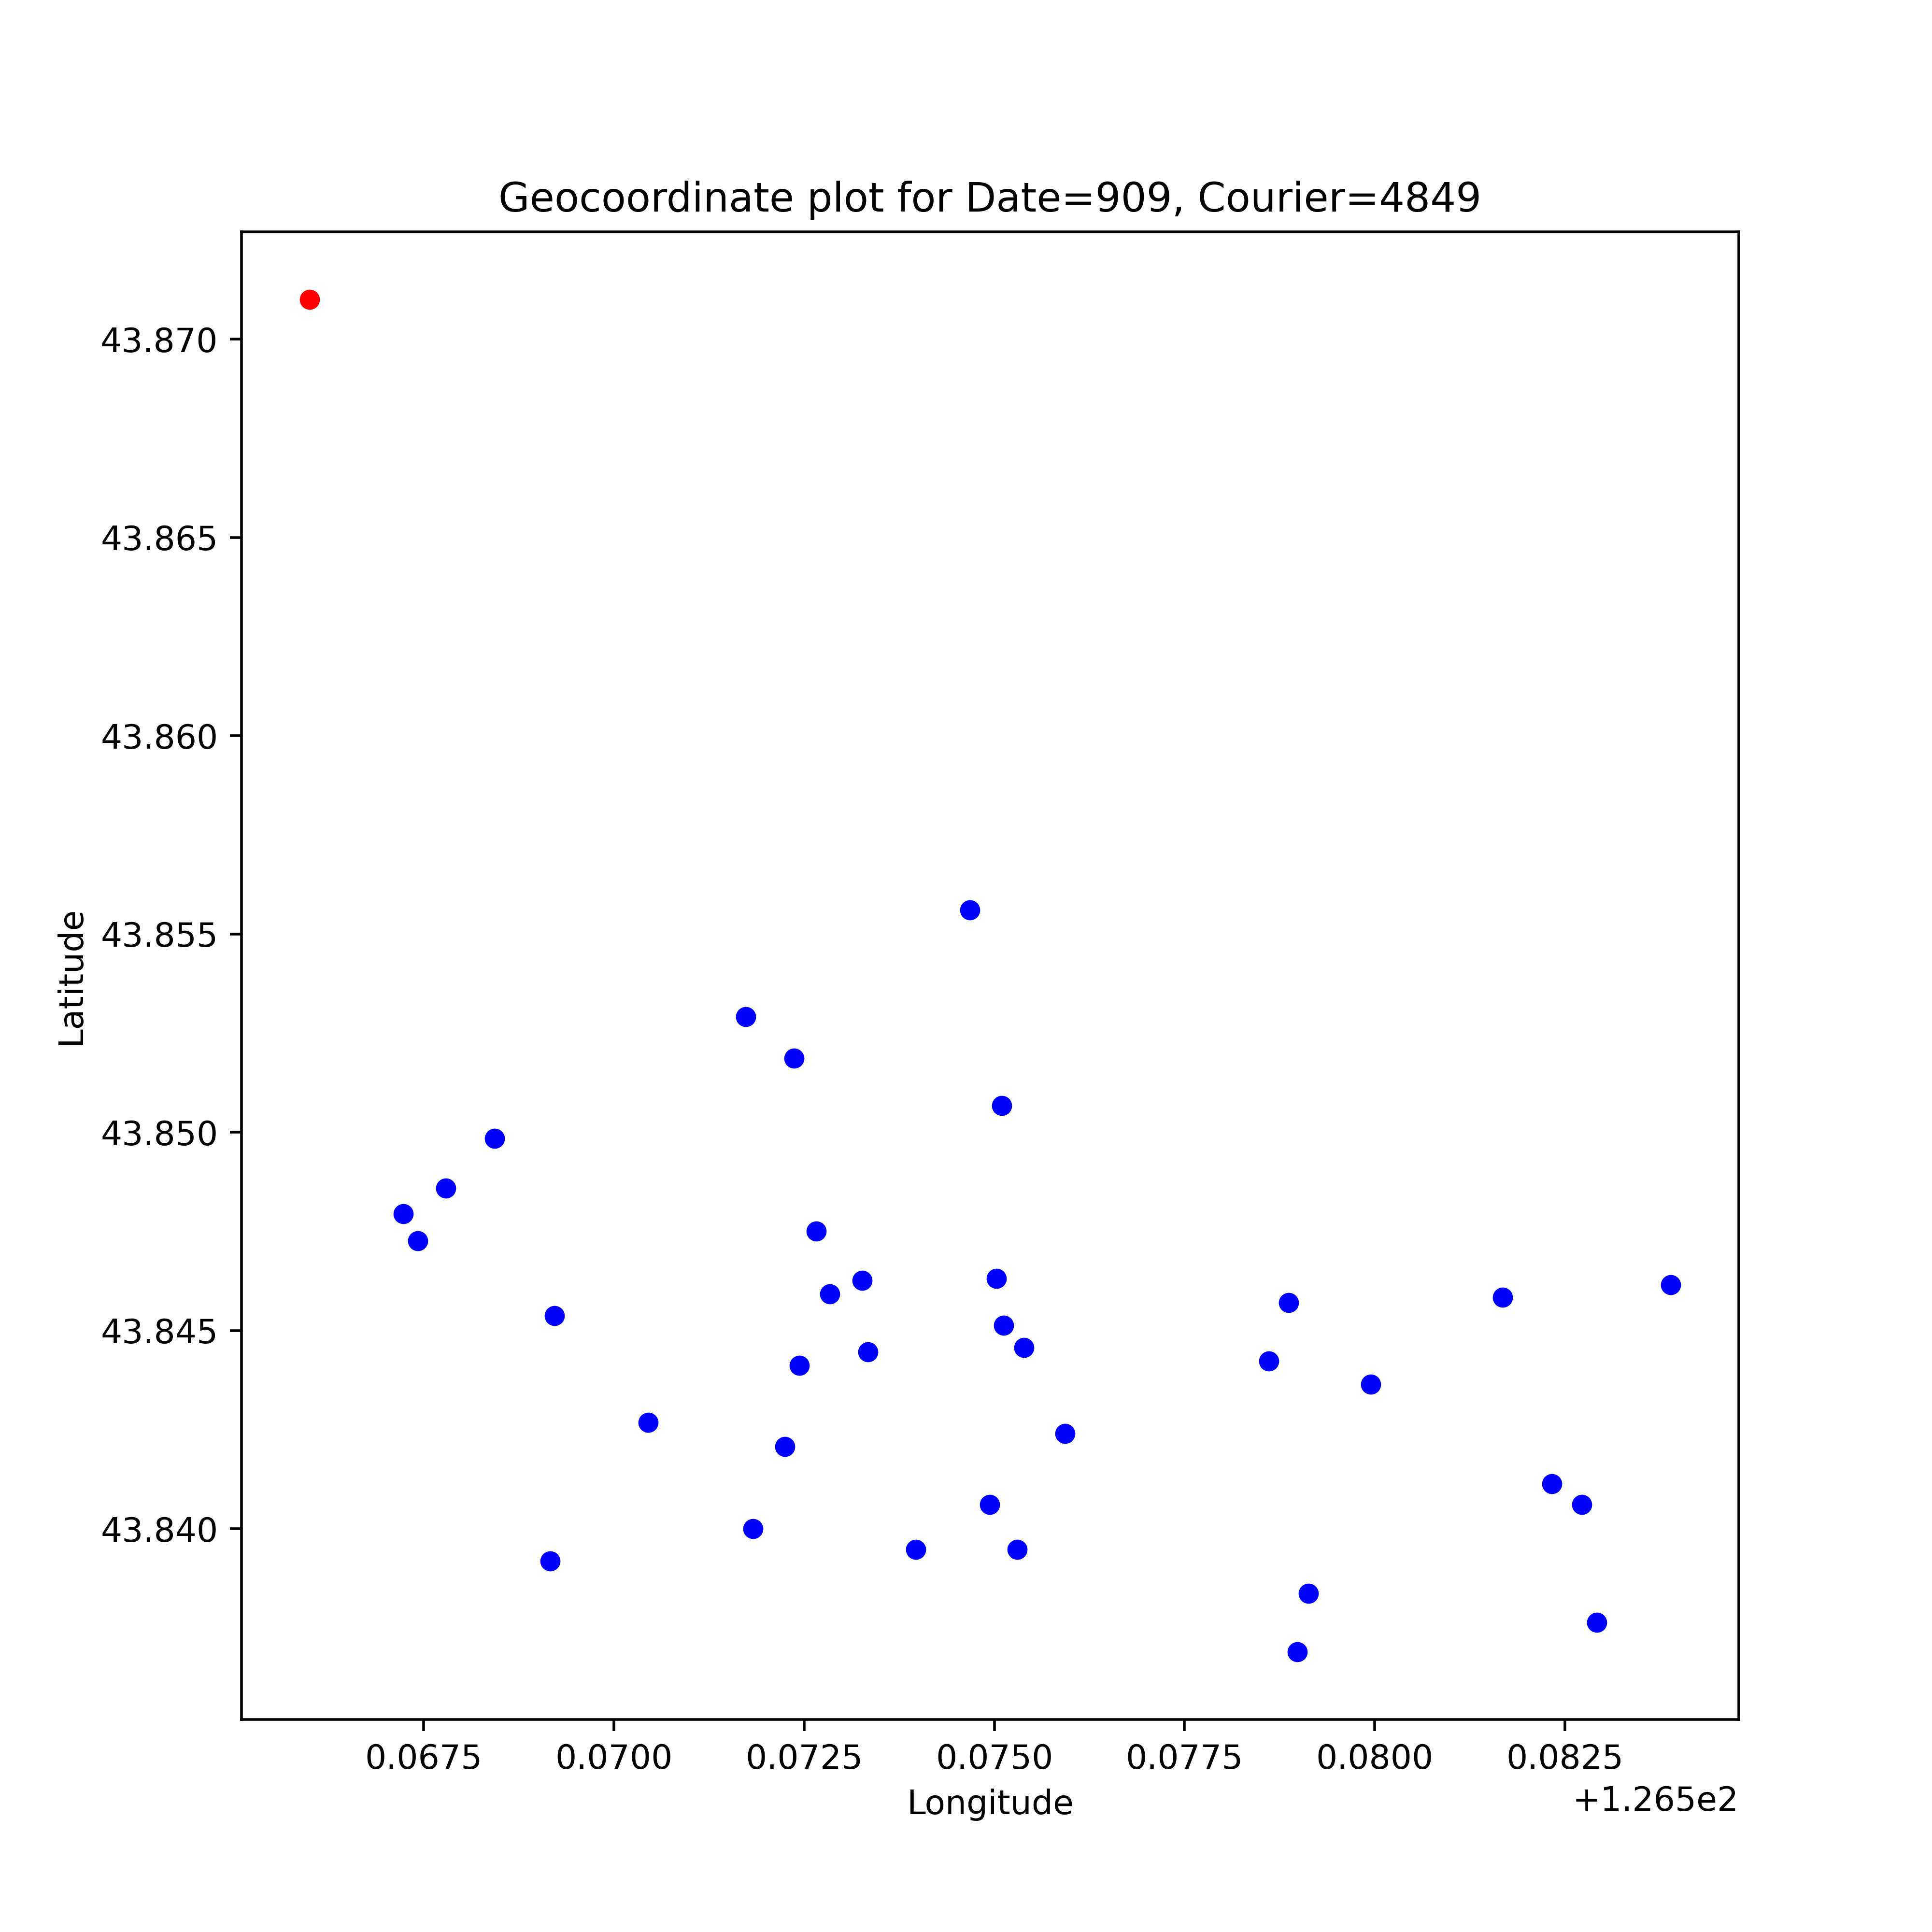 Geocoordinate plot for Date=909, Courier=4849
43.870
43.865
43.860
43.855
43.850
43.845
43.840
Latitude
0.0675 0.0700 0.0725 0.0750 0.0775 0.0800 0.0825
Longitude
+1.265e2